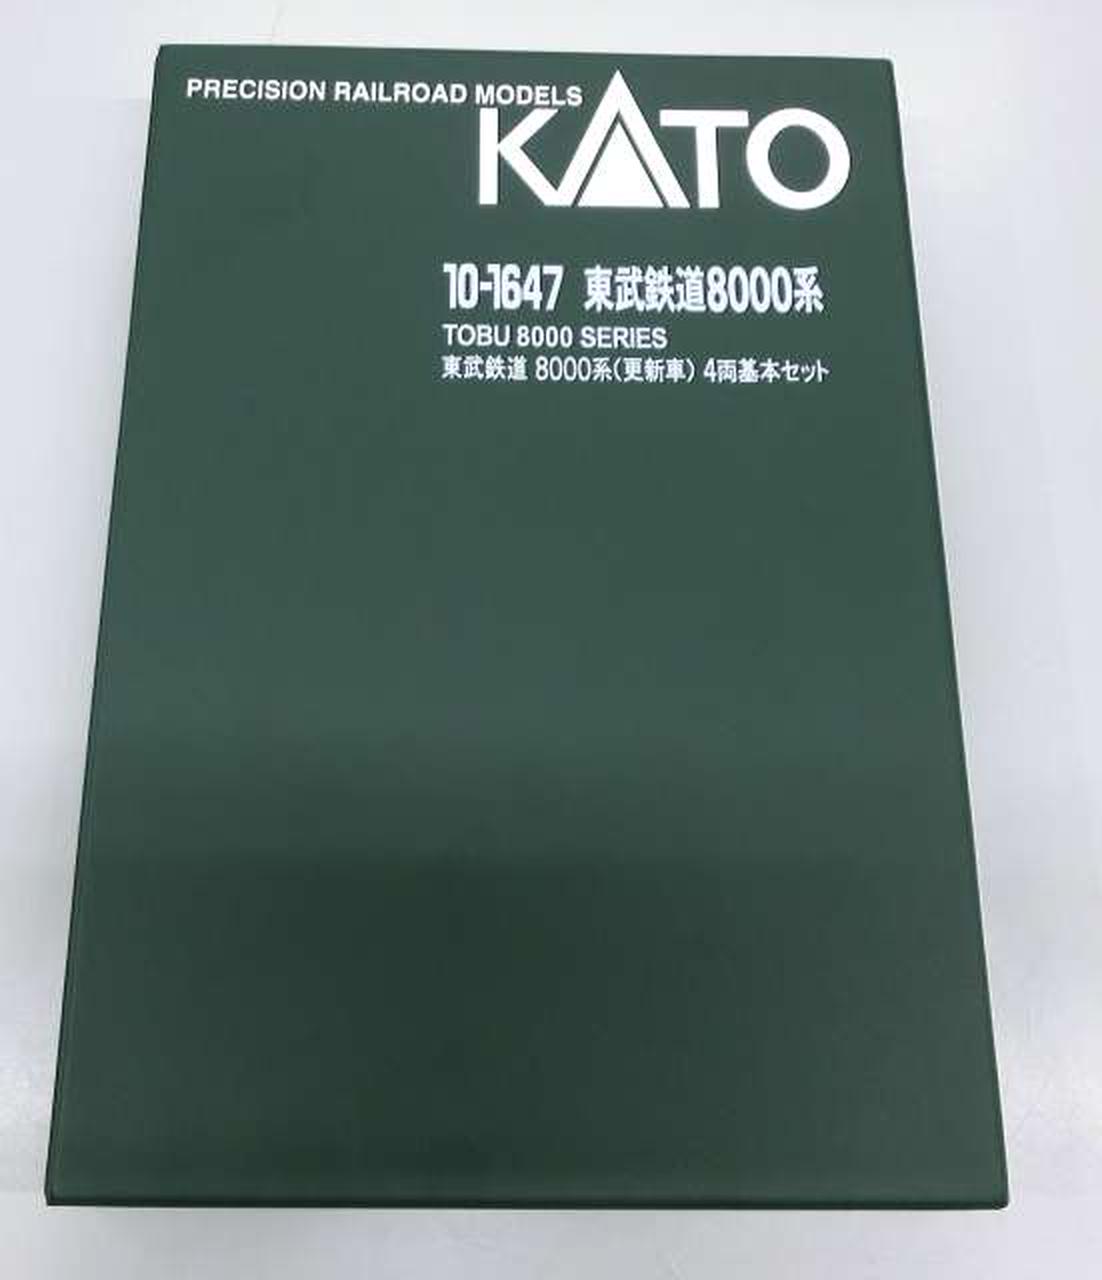 PRECISION RAILROAD MODELS
KATO
10-1647 東武鉄道8000系
TOBU 8000 SERIES
東武鉄道 8000系(更新車) 4両基本セット